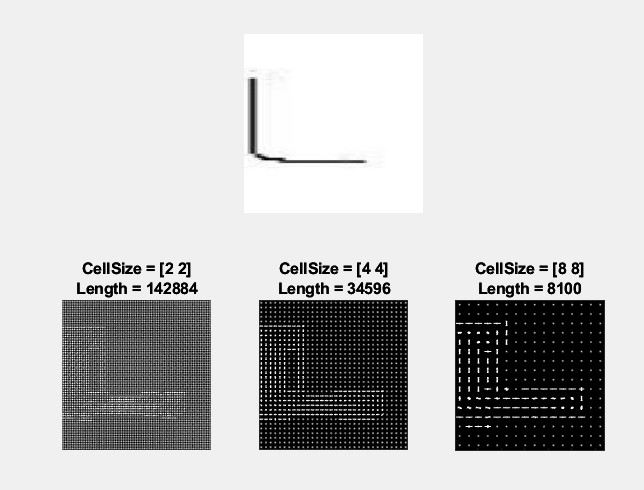 CellSize = [2 2]
Length = 142884
CellSize = [4 4]
Length = 34596
CellSize = [8 8]
Length = 8100